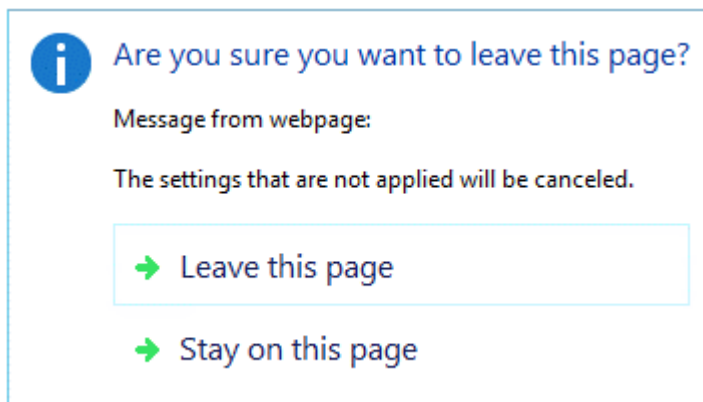 Are you sure you want to leave this page?
Message from webpage:
The settings that are not applied will be canceled.
Leave this page
Stay on this page